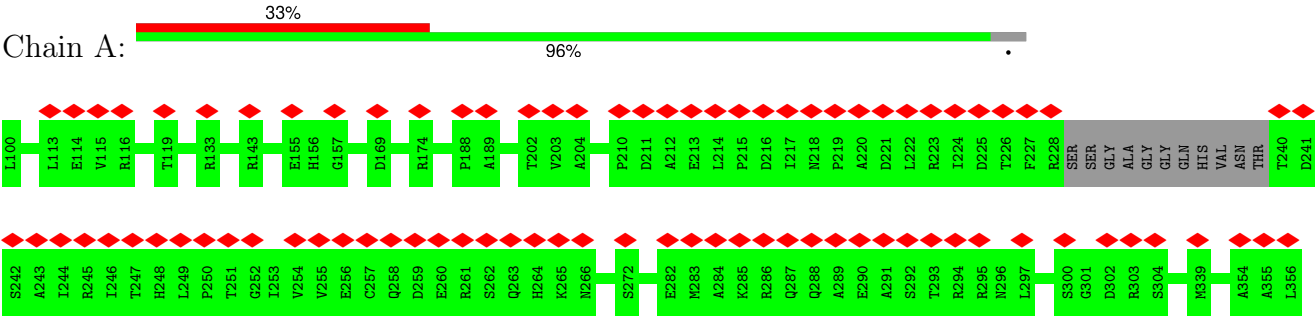 33%
Chain A:
96%
.
L100 L113 E114 V115 R116 T119 R133 R143 E155 H156 G157 D169 R174 P188 A189 T202 V203 A204 P210 D211 A212 E213 L214 P215 D216 I217 N218 P219 A220 D221 L222 R223 I224 D225 T226 F227 R228 SER SER GLY ALA GLY GLY GLN HIS VAL ASN THR T240 D241
S242 A243 I244 R245 I246 T247 H248 L249 P250 T251 G252 I253 V254 V255 E256 C257 Q258 D259 E260 R261 S262 Q263 H264 K265 N266 S272 E282 M283 A284 K285 R286 Q287 Q288 A289 E290 A291 S292 T293 R294 R295 N296 L297 S300 G301 D302 R303 S304 M339 A354 A355 L356